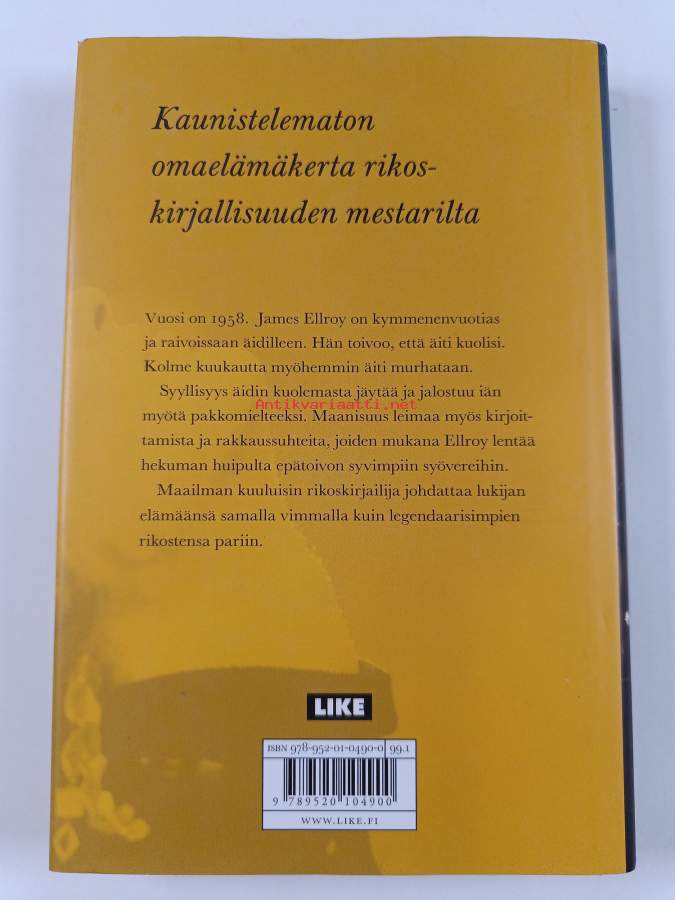 Kaunistelematon
omaelämäkerta rikos-
kirjallisuuden mestarilta
Vuosi on 1958. James Ellroy on kymmenenvuotias
ja raivoissaan äidilleen. Hän toivoo, että äiti kuolisi.
Kolme kuukautta myöhemmin äiti murhataan.
Syyllisyys äidin kuolemasta jäytää ja jalostuu iän
Antikvariaatti.net
myötä pakkomielteeksi. Maanisuus leimaa myös kirjoit-
tamista ja rakkaussuhteita, joiden mukana Ellroy lentää
hekuman huipulta epätoivon syvimpiin syövereihin.
Maailman kuuluisin rikoskirjailija johdattaa lukijan
elämäänsä samalla vimmalla kuin legendaarisimpien
rikostensa pariin.
LIKE
ISBN 978-952-01-0490-0 99.1
9 789520 104900
WWW.LIKE.FI